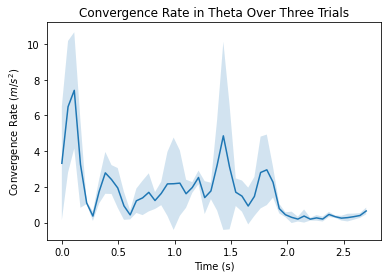 Convergence Rate in Theta Over Three Trials
Convergence Rate (m/s²)
10
8
6
4
2
0
0.0 0.5 1.0 1.5 2.0 2.5
Time (s)